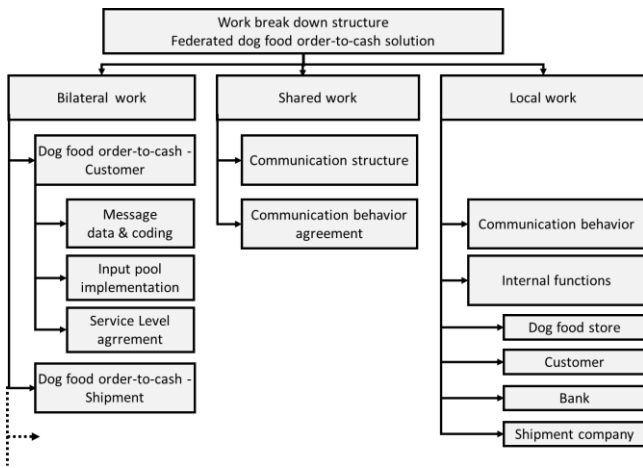 Work break down structure
Federated dog food order-to-cash solution
Bilateral work
Shared work
Local work
Dog food order-to-cash -
Customer
Message
data & coding
Input pool
implementation
Service Level
agrrement
Dog food order-to-cash -
Shipment
Communication structure
Communication behavior
agreement
Communication behavior
Internal functions
Dog food store
Customer
Bank
Shipment company